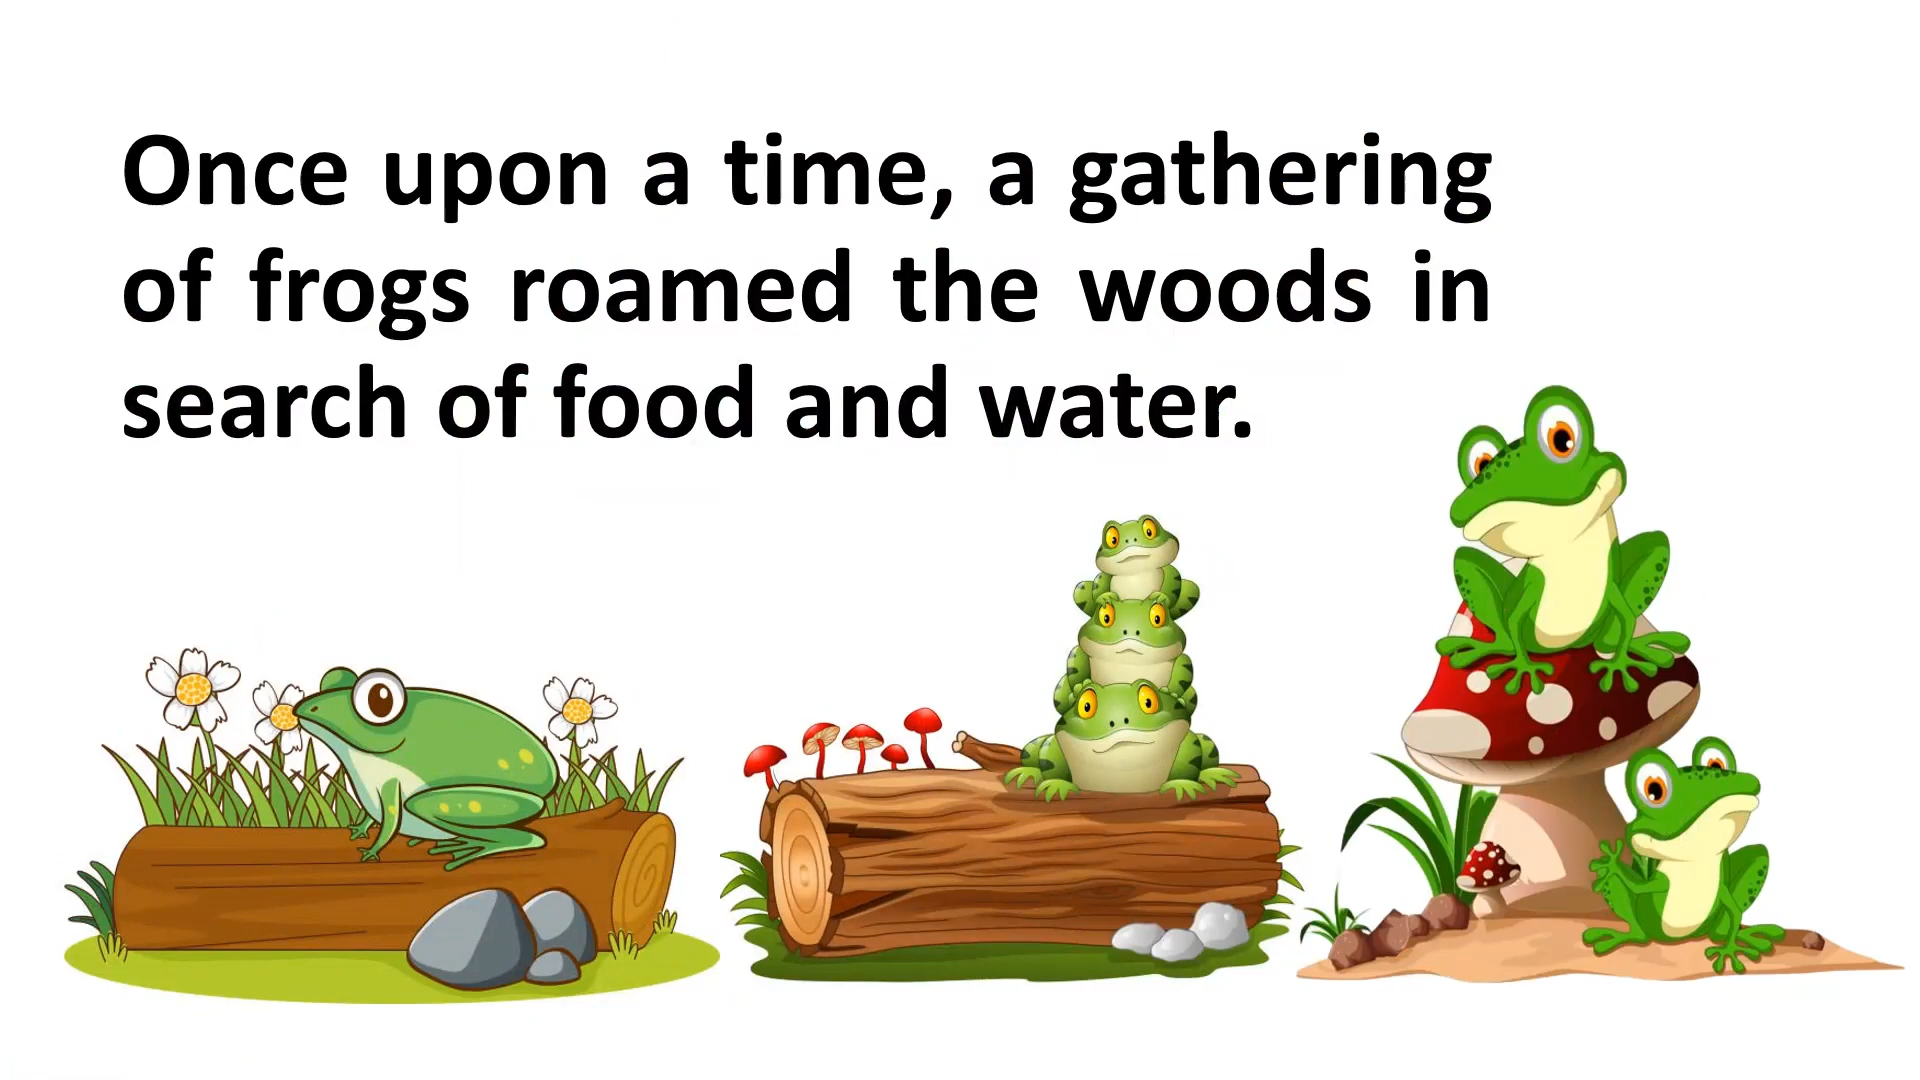 Once upon a time, a gathering
of frogs roamed the woods in
search of food and water.